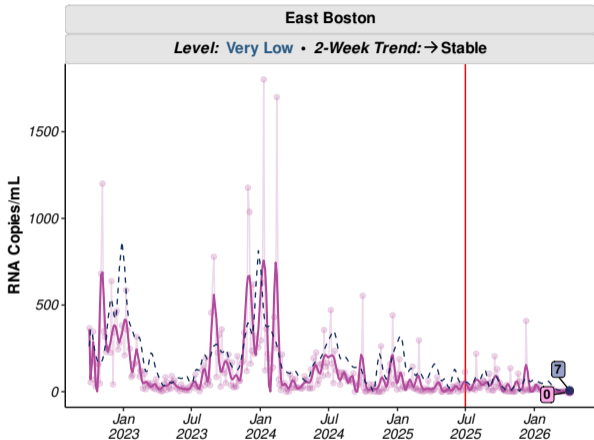 East Boston
Level: Very Low • 2-Week Trend: → Stable
RNA Copies/mL
1500
1000
500
0
7
0
Jan 2023
Jul 2023
Jan 2024
Jul 2024
Jan 2025
Jul 2025
Jan 2026